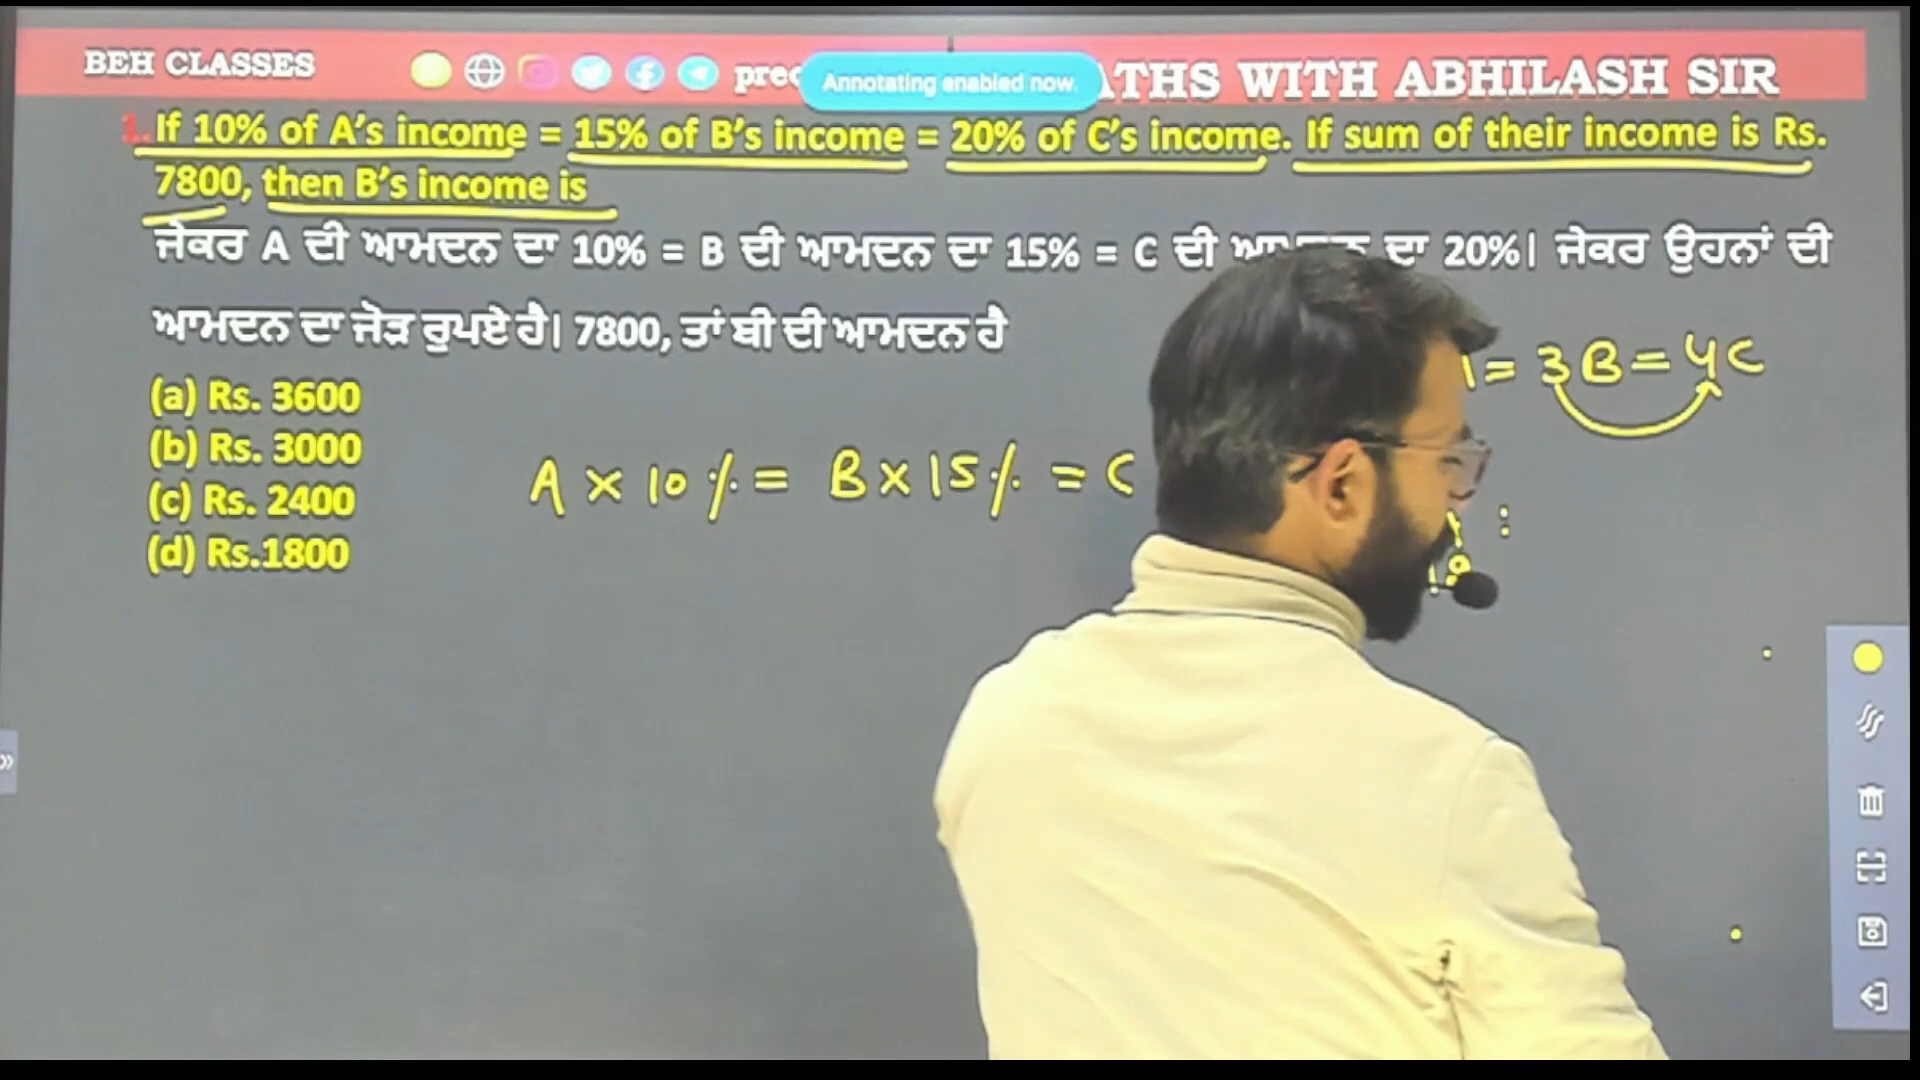 BEH CLASSES
Annotating enabled now.
MATHS WITH ABHILASH SIR
1. If 10% of A's income = 15% of B's income = 20% of C's income. If sum of their income is Rs.
7800, then B's income is
ਜੇਕਰ A ਦੀ ਆਮਦਨ ਦਾ 10% = B ਦੀ ਆਮਦਨ ਦਾ 15% = C ਦੀ ਦਾ 20%| ਜੇਕਰ ਉਹਨਾਂ ਦੀ
ਆਮਦਨ ਦਾ ਜੋੜ ਰੁਪਏ ਹੈ| 7800, ਤਾਂ ਬੀ ਦੀ ਆਮਦਨ ਹੈ
= 3B = 4C
(a) Rs. 3600
(b) Rs. 3000
(c) Rs. 2400
(d) Rs.1800
A × 10% = B × 15% = C